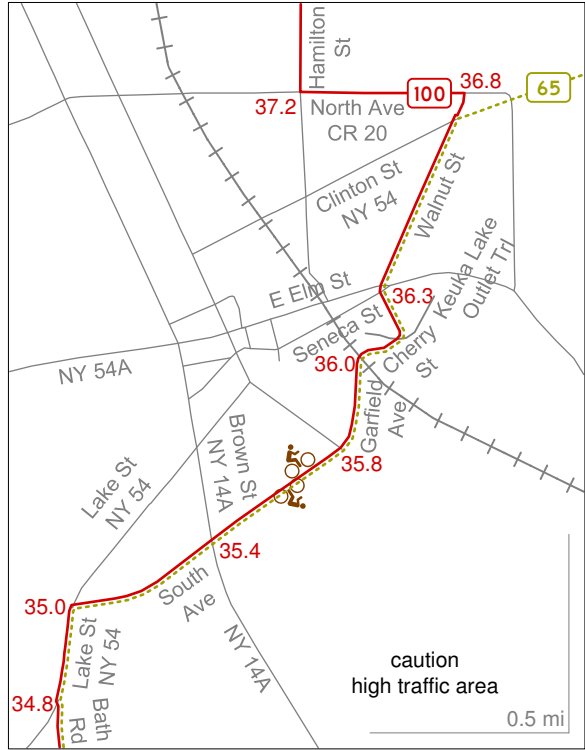 Hamilton
St
36.8
65
100
37.2
North Ave
CR 20
Clinton St
NY 54
Walnut St
Keuka Lake
Outlet Trl
E Elm St
36.3
Seneca St
Cherry
St
36.0
NY 54A
Garfield
Ave
Brown St
NY 14A
35.8
Lake St
NY 54
35.4
South
Ave
35.0
Lake St
NY 54
NY 14A
caution
high traffic area
34.8
Bath
Rd
0.5 mi